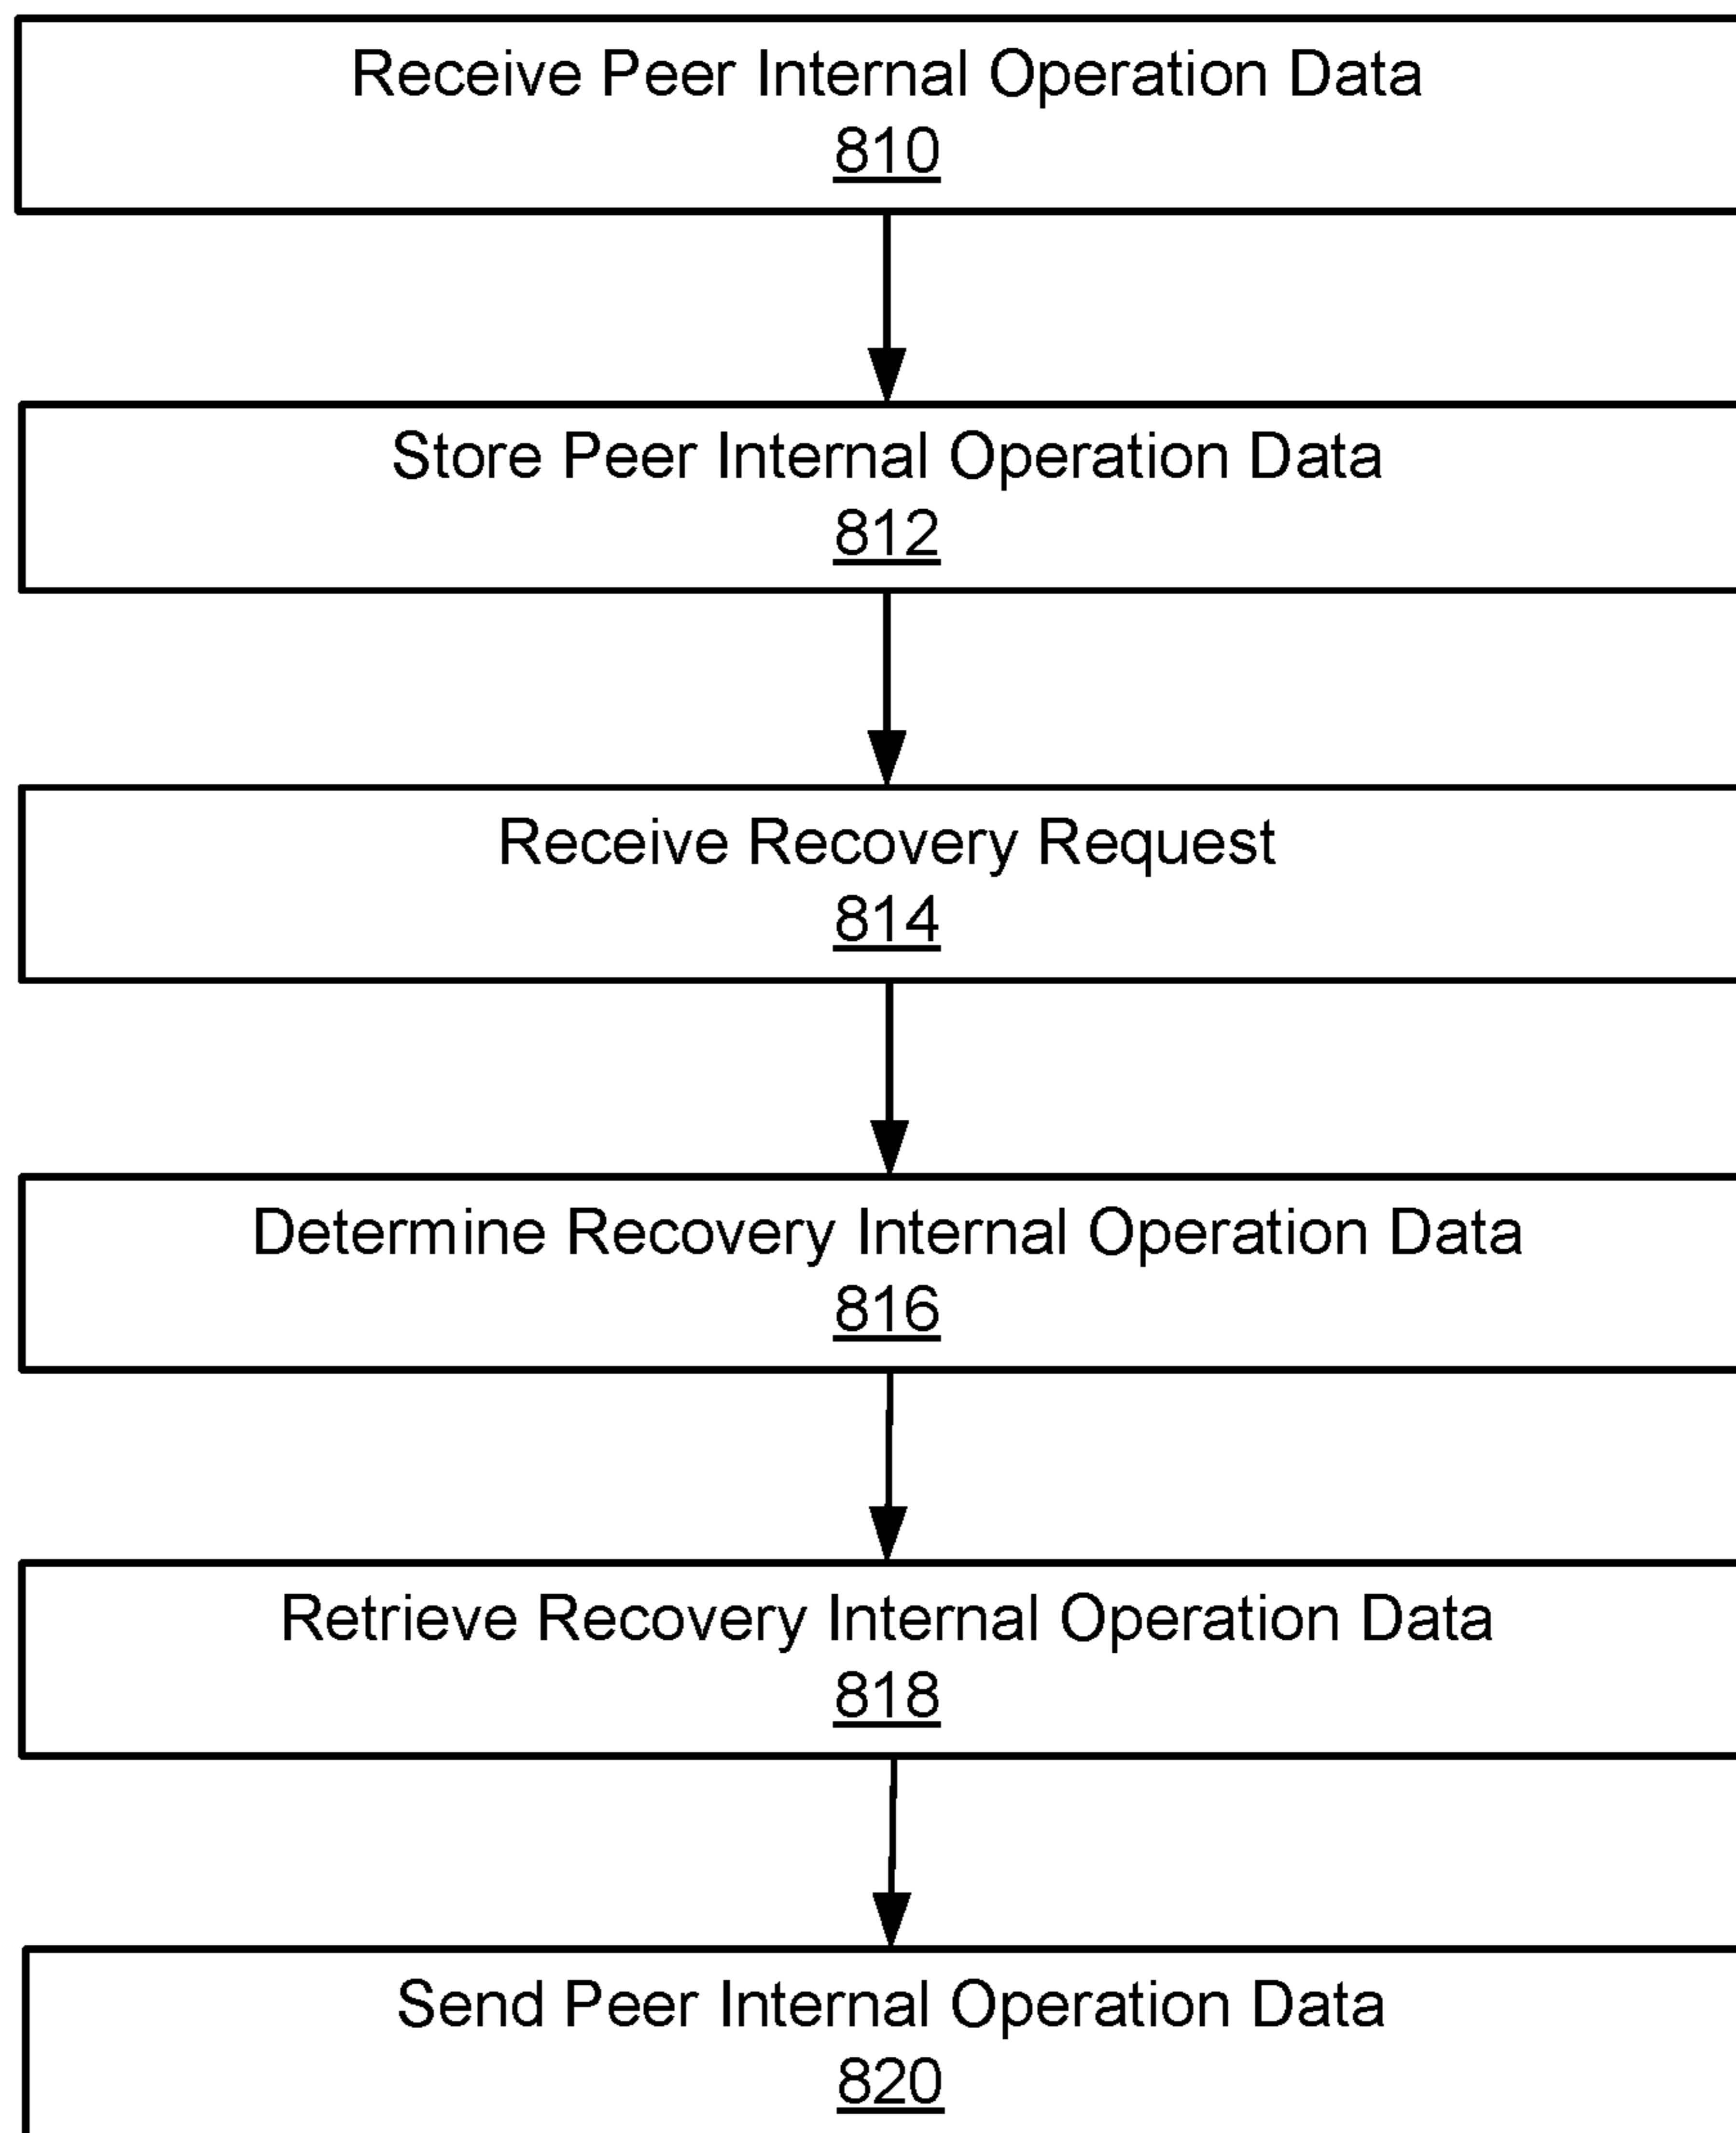 Receive Peer Internal Operation Data
810
Store Peer Internal Operation Data
812
Receive Recovery Request
814
Determine Recovery Internal Operation Data
816
Retrieve Recovery Internal Operation Data
818
Send Peer Internal Operation Data
820